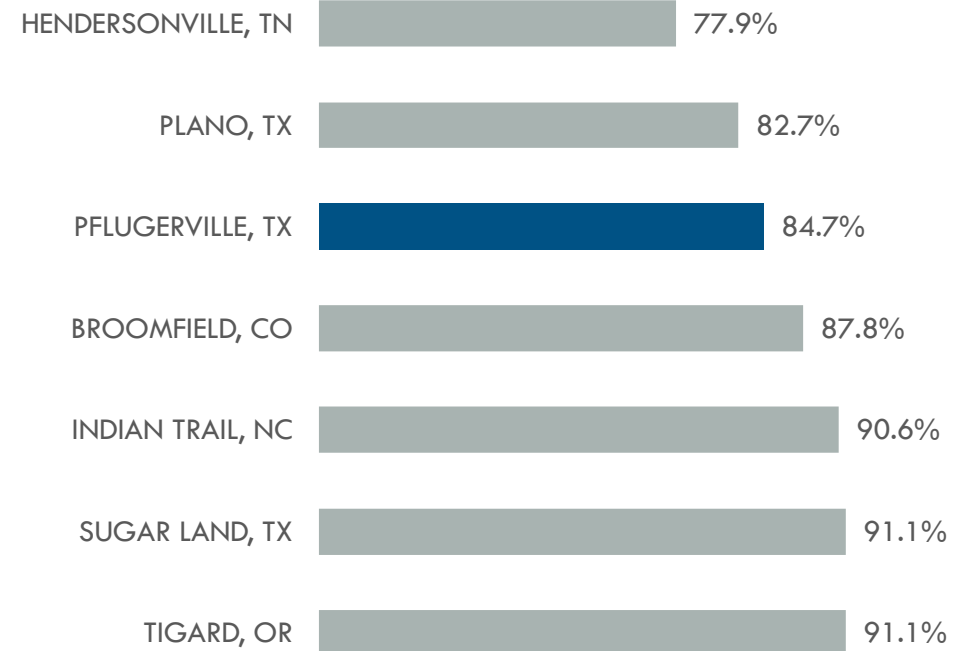 HENDERSONVILLE, TN 77.9%
PLANO, TX 82.7%
PFLUGERVILLE, TX 84.7%
BROOMFIELD, CO 87.8%
INDIAN TRAIL, NC 90.6%
SUGAR LAND, TX 91.1%
TIGARD, OR 91.1%